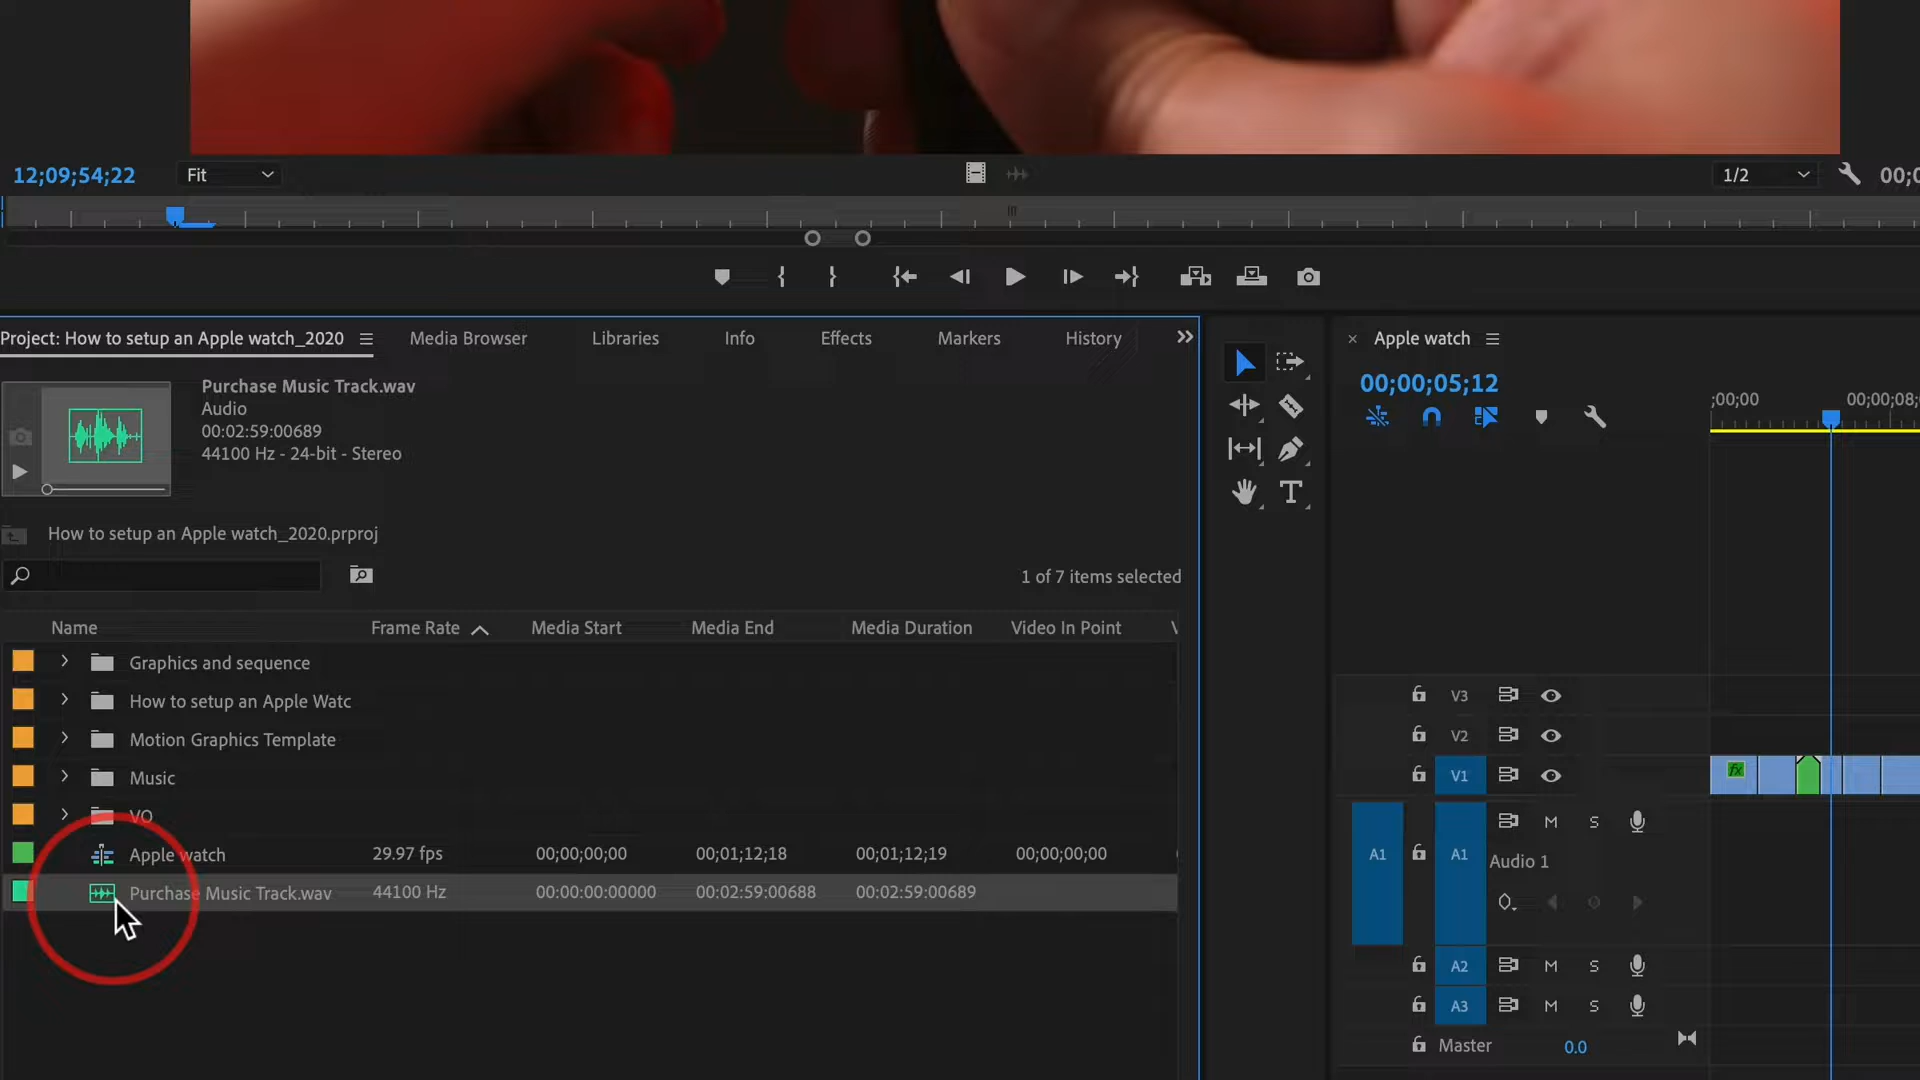 12;09;54;22
Fit
1/2
Project: How to setup an Apple watch_2020
Media Browser
Libraries
Info
Effects
Markers
History
Purchase Music Track.wav
Audio
00:02:59:00689
44100 Hz - 24-bit - Stereo
How to setup an Apple watch_2020.prproj
1 of 7 items selected
Name Frame Rate Media Start Media End Media Duration Video In Point
Graphics and sequence
How to setup an Apple Watc
Motion Graphics Template
Music
VO
Apple watch 29.97 fps 00;00;00;00 00;01;12;18 00;01;12;19 00;00;00;00
Purchase Music Track.wav 44100 Hz 00:00:00:00000 00:02:59:00688 00:02:59:00689
Apple watch
00;00;05;12
;00;00 00;00;08;
V3
V2
V1
fx
A1 A1 M S
Audio 1
A2 M S
A3 M S
Master 0.0